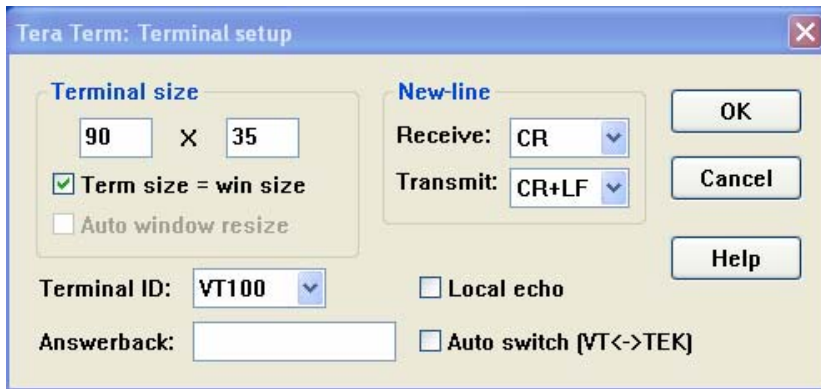 Tera Term: Terminal setup
Terminal size
90 X 35
Term size = win size
Auto window resize
New-line
Receive: CR
Transmit: CR+LF
OK
Cancel
Help
Terminal ID: VT100
Local echo
Answerback:
Auto switch (VT<->TEK)